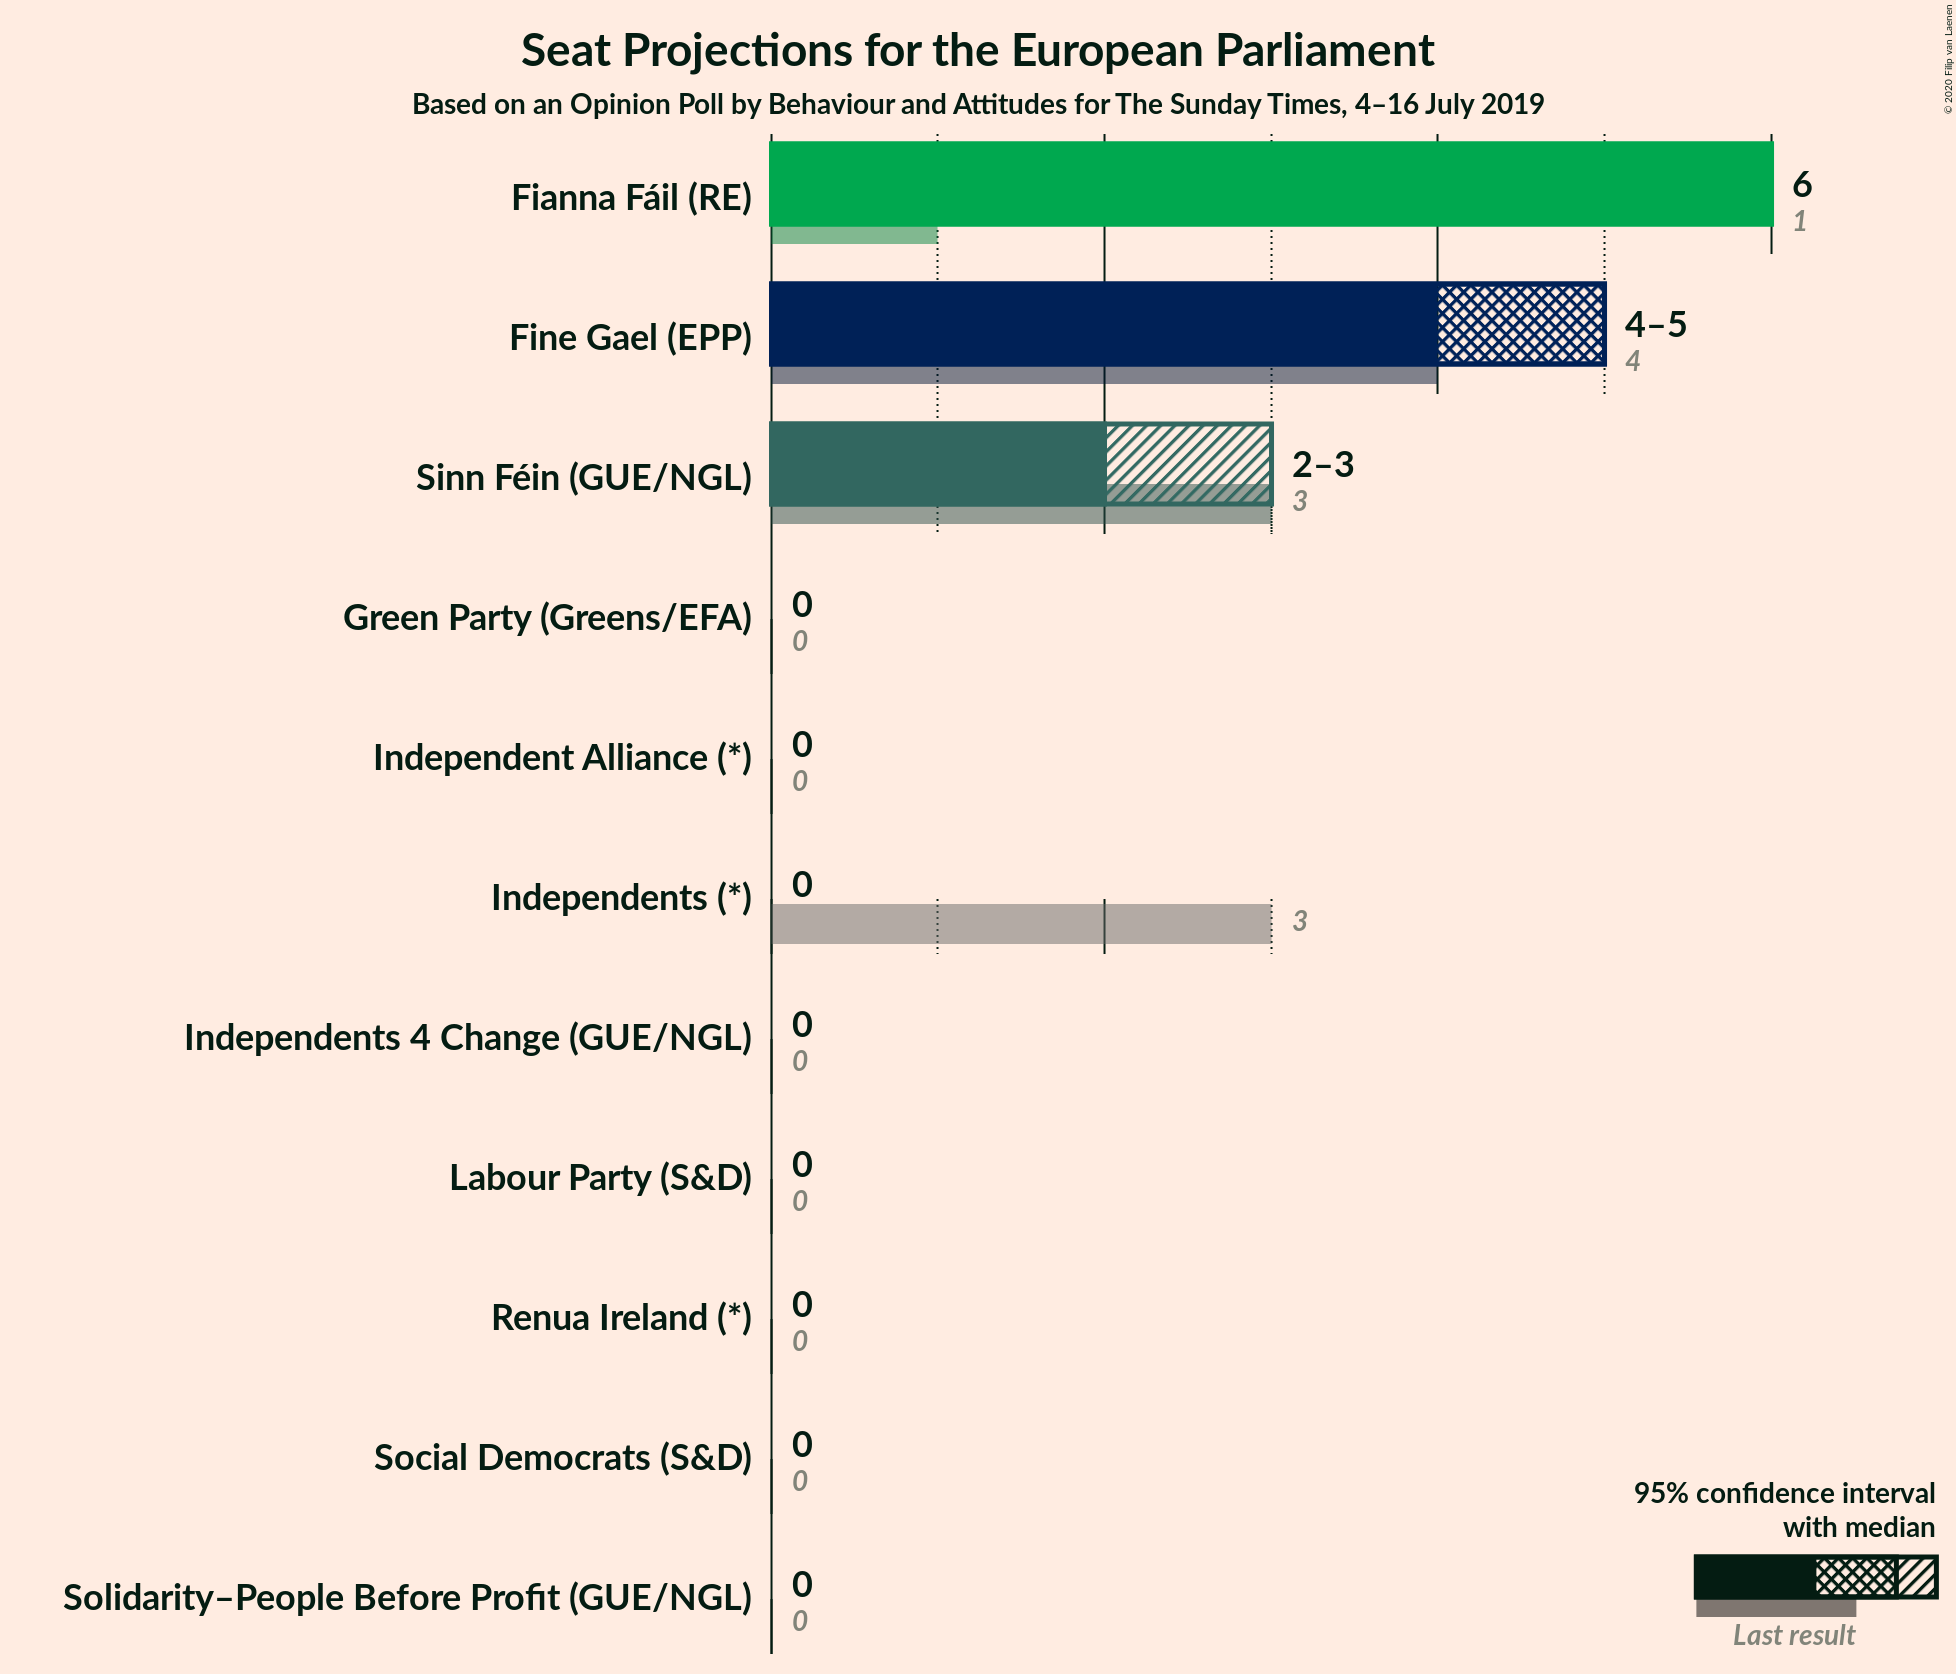 Seat Projections for the European Parliament
Based on an Opinion Poll by Behaviour and Attitudes for The Sunday Times, 4–16 July 2019
© 2020 Filip van Laenen
Fianna Fáil (RE)
6
1
Fine Gael (EPP)
4–5
4
Sinn Féin (GUE/NGL)
2–3
3
Green Party (Greens/EFA)
0
0
Independent Alliance (*)
0
0
Independents (*)
0
3
Independents 4 Change (GUE/NGL)
0
0
Labour Party (S&D)
0
0
Renua Ireland (*)
0
0
Social Democrats (S&D)
0
0
Solidarity–People Before Profit (GUE/NGL)
0
0
95% confidence interval
with median
Last result